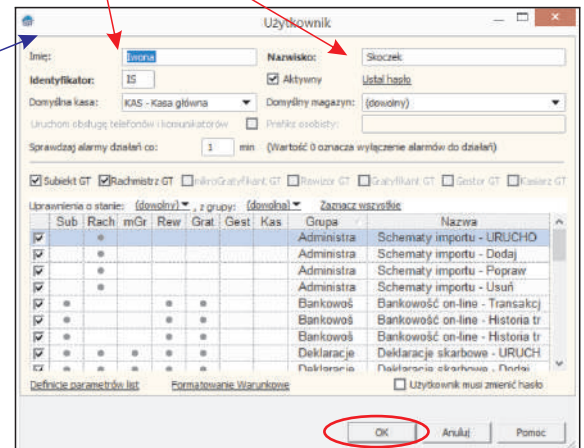 Użytkownik
Imię: Iwona Nazwisko: Skoczek
Identyfikator: IS Aktywny Ustal hasło
Domyślna kasa: KAS - Kasa główna Domyślny magazyn: (dowolny)
Uruchom obsługę telefonów i komunikatorów Prefiks osobisty:
Sprawdzaj alarmy działań co: 1 min (Wartość 0 oznacza wyłączenie alarmów do działań)
Subiekt GT Rachmistrz GT mikroGratyfikant GT Rewizor GT Gratyfikant GT Gestor GT Kasiarz GT
Uprawnienia o stanie: (dowolny) , z grupy: (dowolna) Zaznacz wszystkie
Sub Rach mGr Rew Grat Gest Kas Grupa Nazwa
Administra Schematy importu - URUCHO
Administra Schematy importu - Dodaj
Administra Schematy importu - Popraw
Administra Schematy importu - Usuń
Bankowoś Bankowość on-line - Transakcj
Bankowoś Bankowość on-line - Historia tr
Bankowoś Bankowość on-line - Historia tr
Deklaracje Deklaracje skarbowe - URUCH
Deklaracje Deklaracje skarbowe - Dodaj
Definicje parametrów list Formatowanie Warunkowe Użytkownik musi zmienić hasło
OK Anuluj Pomoc